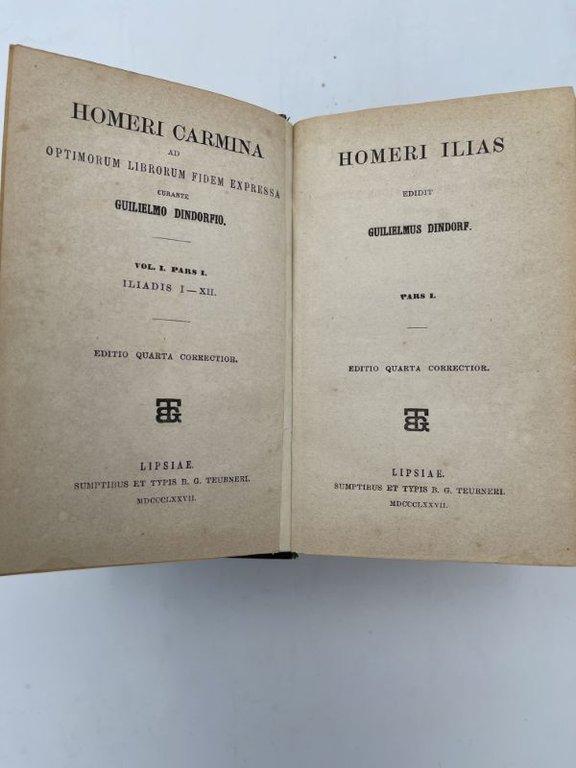 HOMERI CARMINA
AD
OPTIMORUM LIBRORUM FIDEM EXPRESSA
CURANTE
GUILIELMO DINDORFIO.
VOL. I. PARS I.
ILIADIS I—XII.
EDITIO QUARTA CORRECTIOR.
BTG
LIPSIAE.
SUMPTIBUS ET TYPIS B. G. TEUBNERI.
MDCCCLXXVII.
HOMERI ILIAS
EDIDIT
GUILIELMUS DINDORF.
PARS I.
EDITIO QUARTA CORRECTIOR.
BTG
LIPSIAE.
SUMPTIBUS ET TYPIS B. G. TEUBNERI.
MDCCCLXXVII.